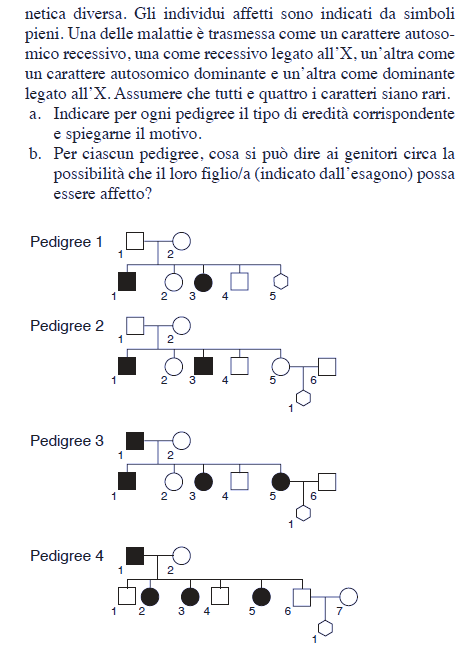 netica diversa. Gli individui affetti sono indicati da simboli
pieni. Una delle malattie è trasmessa come un carattere autoso-
mico recessivo, una come recessivo legato all'X, un'altra come
un carattere autosomico dominante e un'altra come dominante
legato all'X. Assumere che tutti e quattro i caratteri siano rari.
a. Indicare per ogni pedigree il tipo di eredità corrispondente
e spiegarne il motivo.
b. Per ciascun pedigree, cosa si può dire ai genitori circa la
possibilità che il loro figlio/a (indicato dall'esagono) possa
essere affetto?
Pedigree 1
1 2
1 2 3 4 5
Pedigree 2
1 2
1 2 3 4 5 6
1
Pedigree 3
1 2
1 2 3 4 5 6
1
Pedigree 4
1 2
1 2 3 4 5 6 7
1